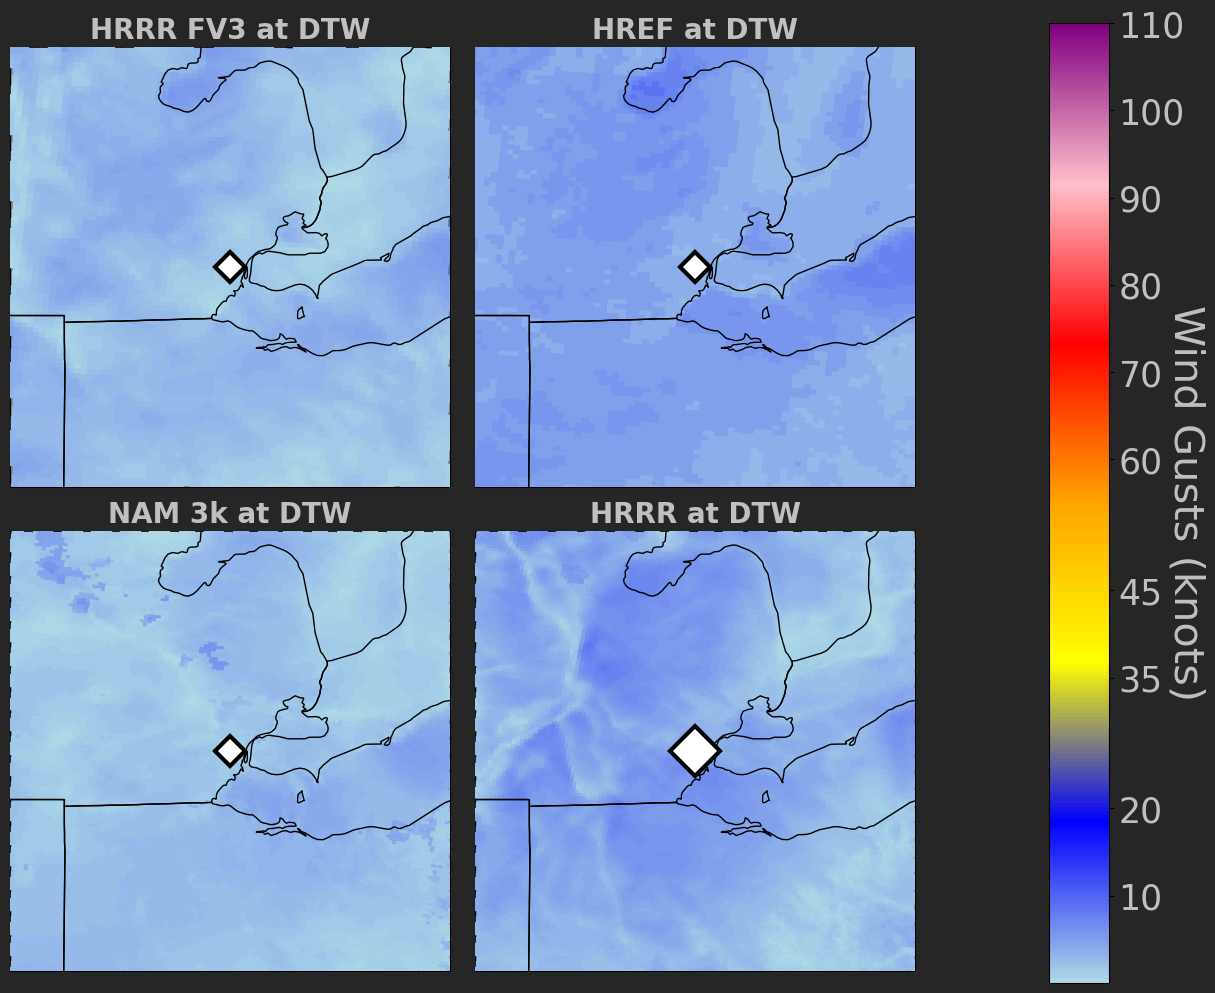 HRRR FV3 at DTW
HREF at DTW
NAM 3k at DTW
HRRR at DTW
110
100
90
80
70
60
45
35
20
10
Wind Gusts (knots)